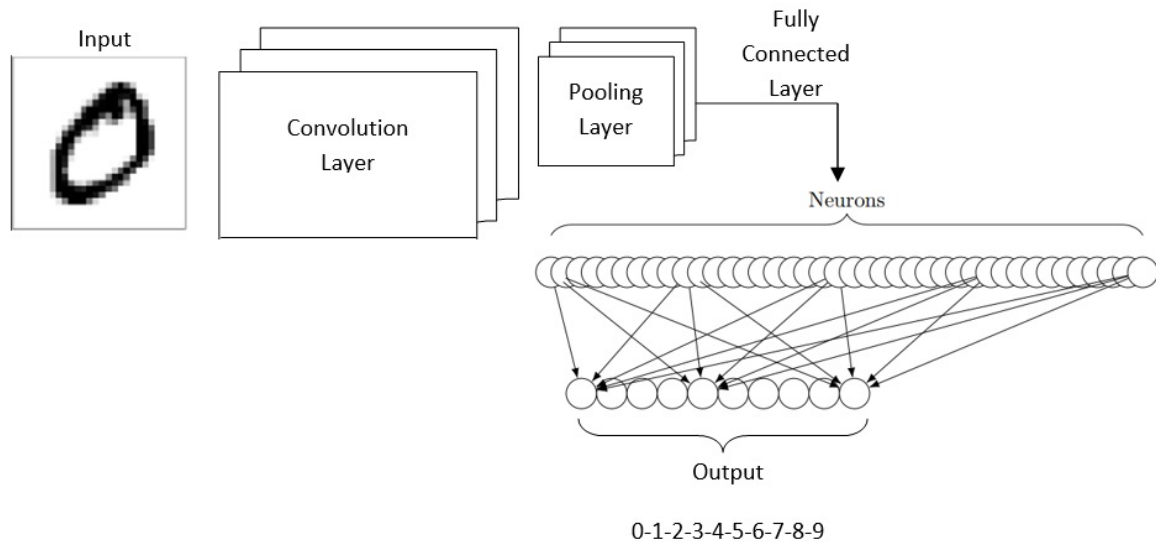 Input
Convolution
Layer
Pooling
Layer
Fully
Connected
Layer
Neurons
Output
0-1-2-3-4-5-6-7-8-9